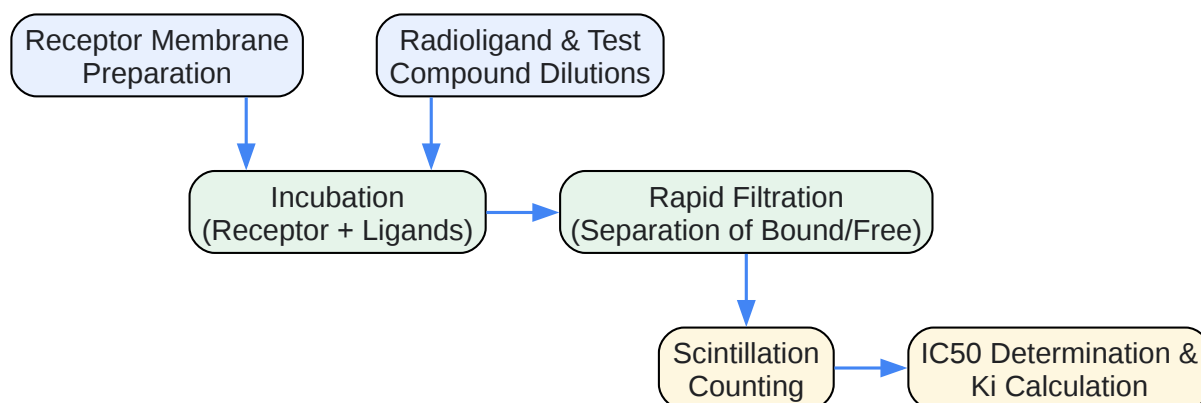 Receptor Membrane
Preparation
Radioligand & Test
Compound Dilutions
Incubation
(Receptor + Ligands)
Rapid Filtration
(Separation of Bound/Free)
Scintillation
Counting
IC50 Determination &
Ki Calculation